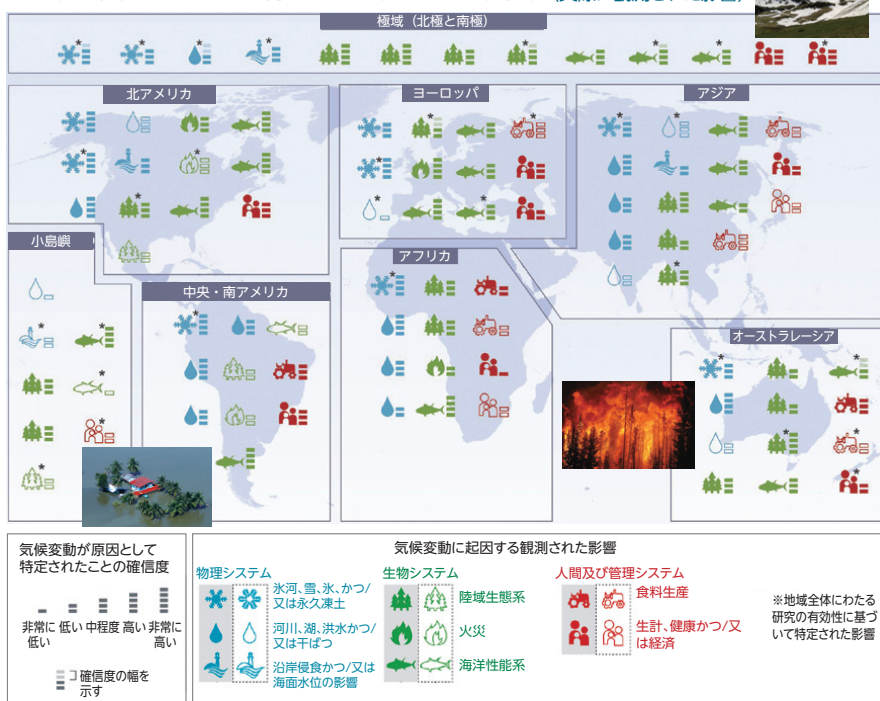 極域（北極と南極）
北アメリカ
ヨーロッパ
アジア
小島嶼
アフリカ
中央・南アメリカ
オーストラレーシア
気候変動が原因として
特定されたことの確信度
非常に 低い 中程度 高い 非常に
低い 高い
確信度の幅を
示す
気候変動に起因する観測された影響
物理システム
氷河、雪、氷、かつ/
又は永久凍土
河川、湖、洪水かつ/
又は干ばつ
沿岸侵食かつ/又は
海面水位の影響
生物システム
陸域生態系
火災
海洋性能系
人間及び管理システム
食料生産
生計、健康かつ/又
は経済
※地域全体にわたる
研究の有効性に基づ
いて特定された影響